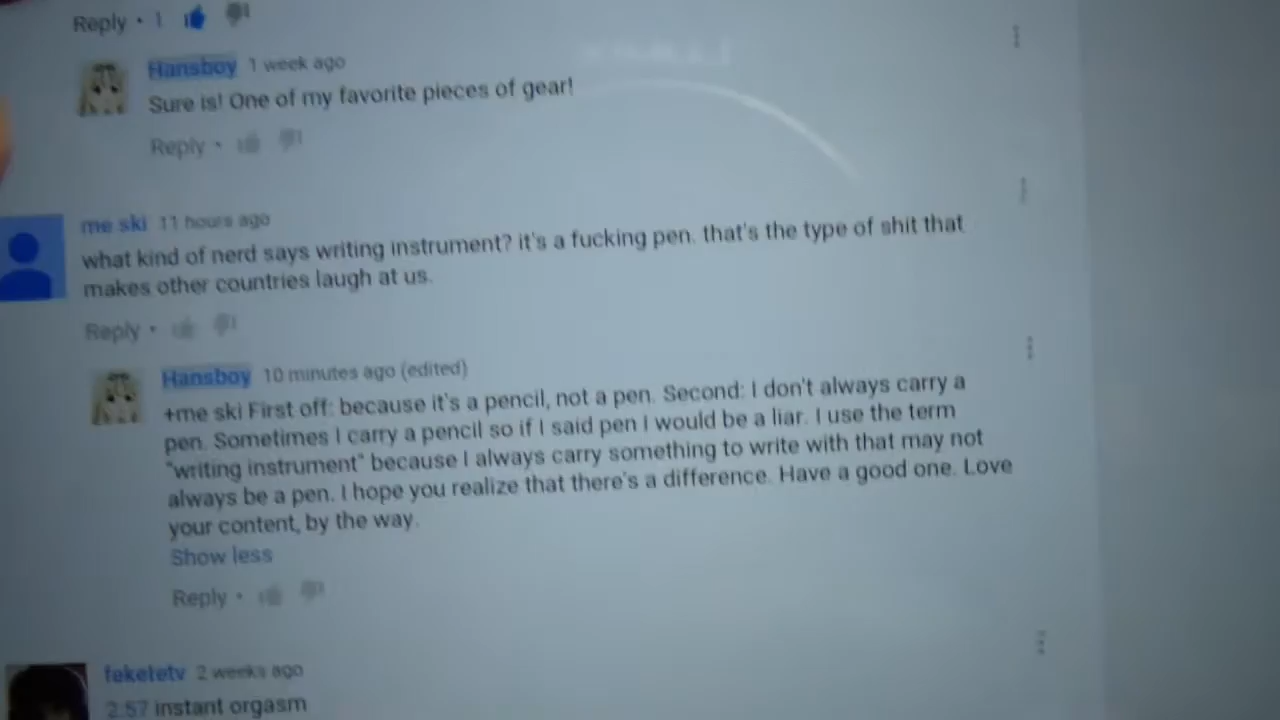 Reply • 1
Hansboy 1 week ago
Sure is! One of my favorite pieces of gear!
Reply •
me ski 11 hours ago
what kind of nerd says writing instrument? it's a fucking pen. that's the type of shit that
makes other countries laugh at us.
Reply •
Hansboy 10 minutes ago (edited)
+me ski First off: because it's a pencil, not a pen. Second: I don't always carry a
pen. Sometimes I carry a pencil so if I said pen I would be a liar. I use the term
"writing instrument" because I always carry something to write with that may not
always be a pen. I hope you realize that there's a difference. Have a good one. Love
your content, by the way.
Show less
Reply •
feketetv 2 weeks ago
2:57 instant orgasm